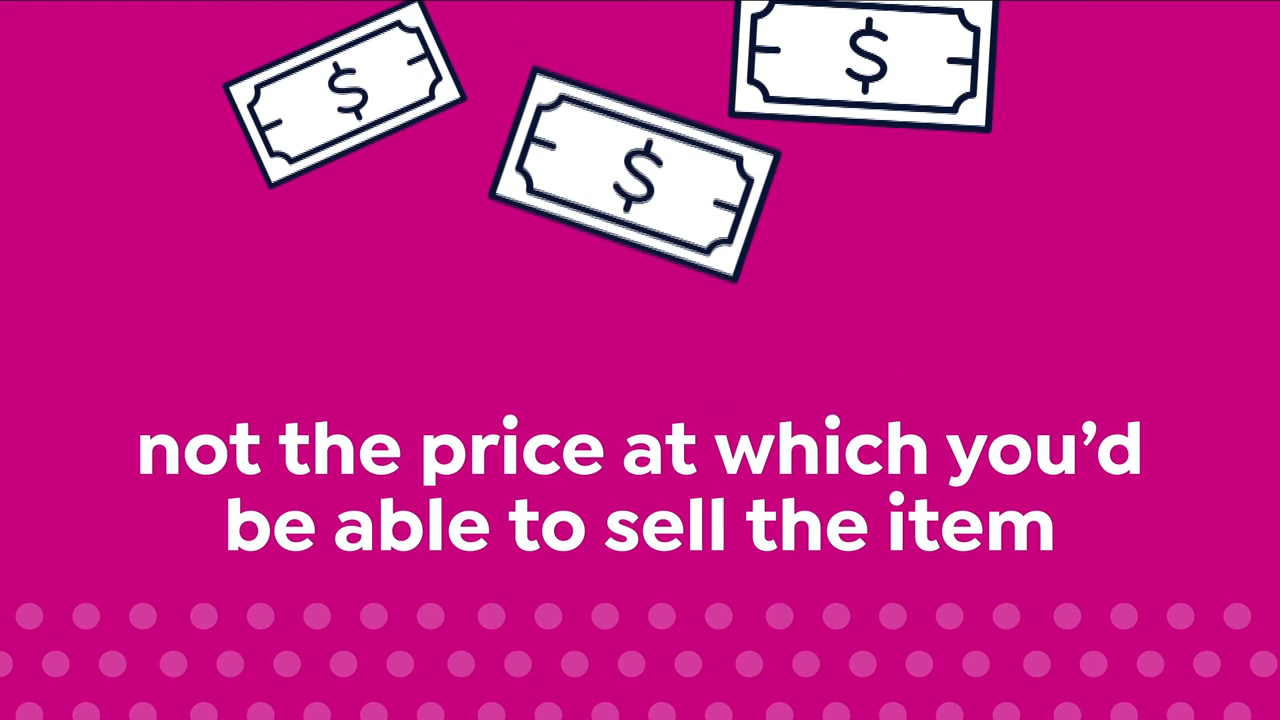 $
$
$
not the price at which you’d
be able to sell the item